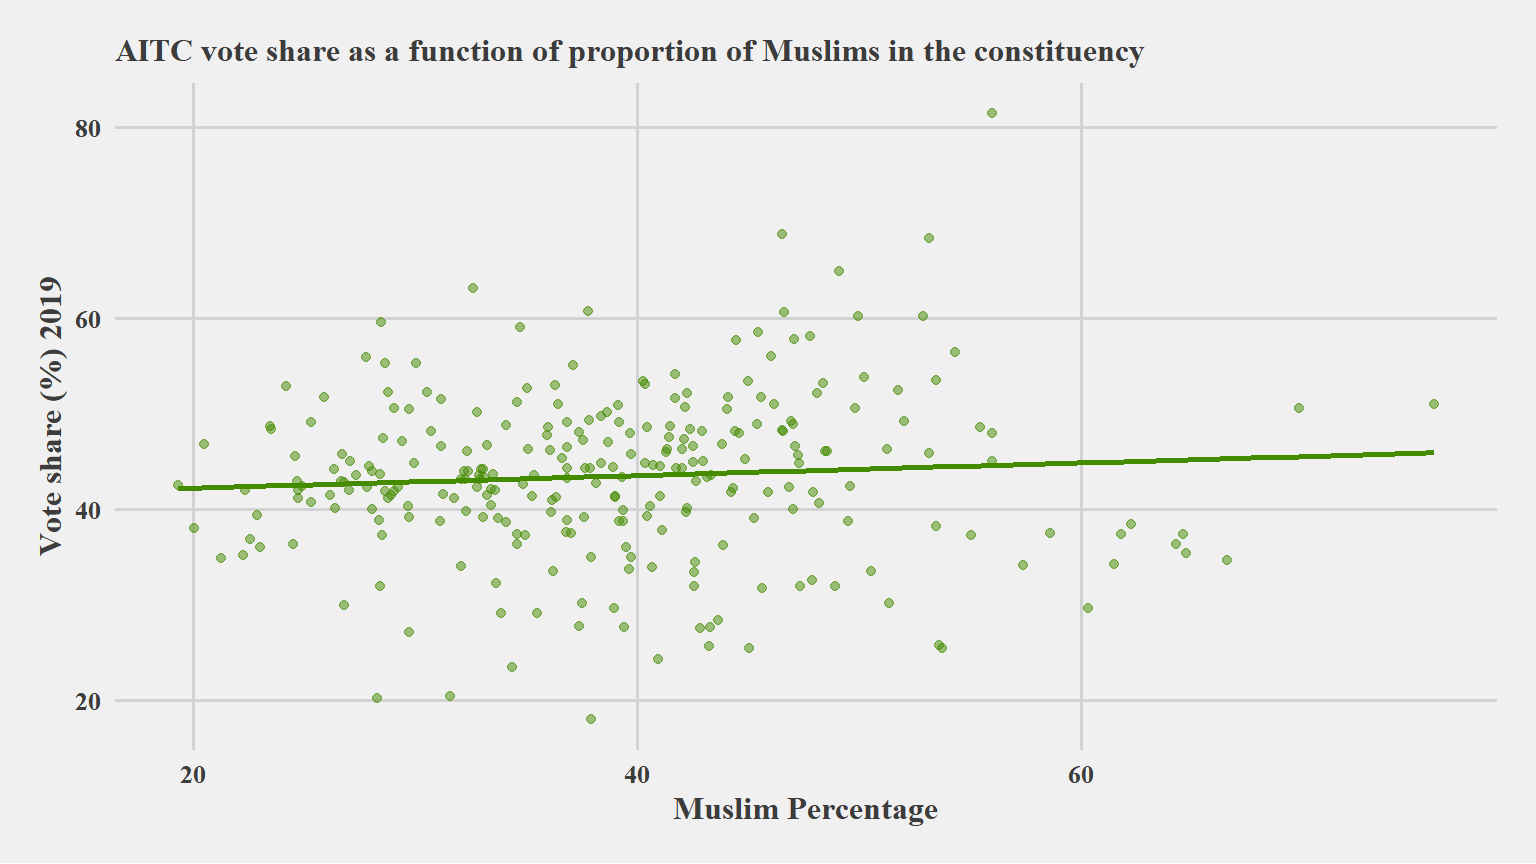 AITC vote share as a function of proportion of Muslims in the constituency
Vote share (%) 2019
80
60
40
20
20 40 60
Muslim Percentage